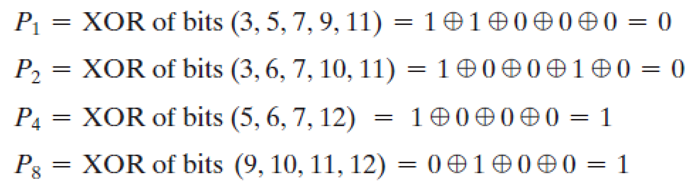 P₁ = XOR of bits (3, 5, 7, 9, 11) = 1⊕1⊕0⊕0⊕0 = 0
P₂ = XOR of bits (3, 6, 7, 10, 11) = 1⊕0⊕0⊕1⊕0 = 0
P₄ = XOR of bits (5, 6, 7, 12) = 1⊕0⊕0⊕0 = 1
P₈ = XOR of bits (9, 10, 11, 12) = 0⊕1⊕0⊕0 = 1